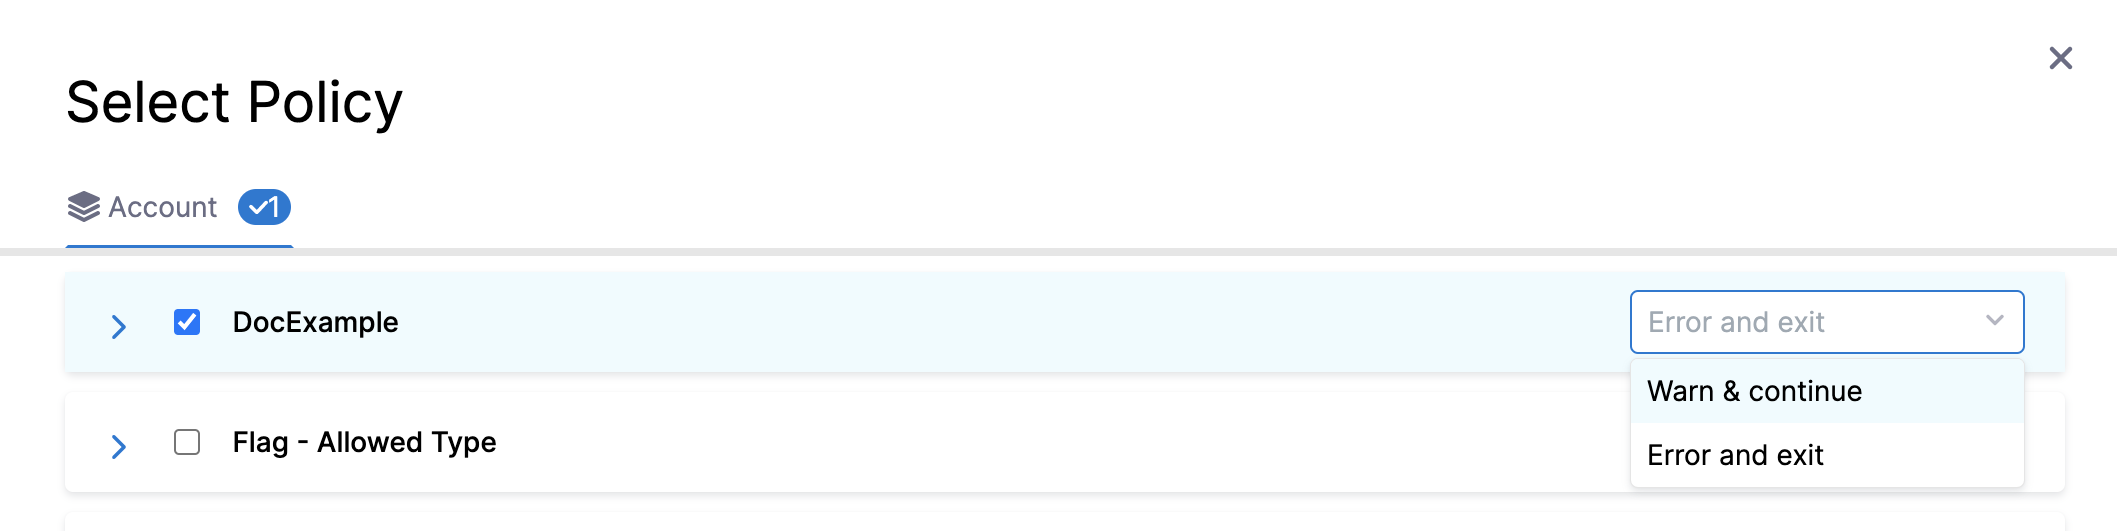 Select Policy
Account 1
DocExample
Error and exit
Warn & continue
Flag - Allowed Type
Error and exit